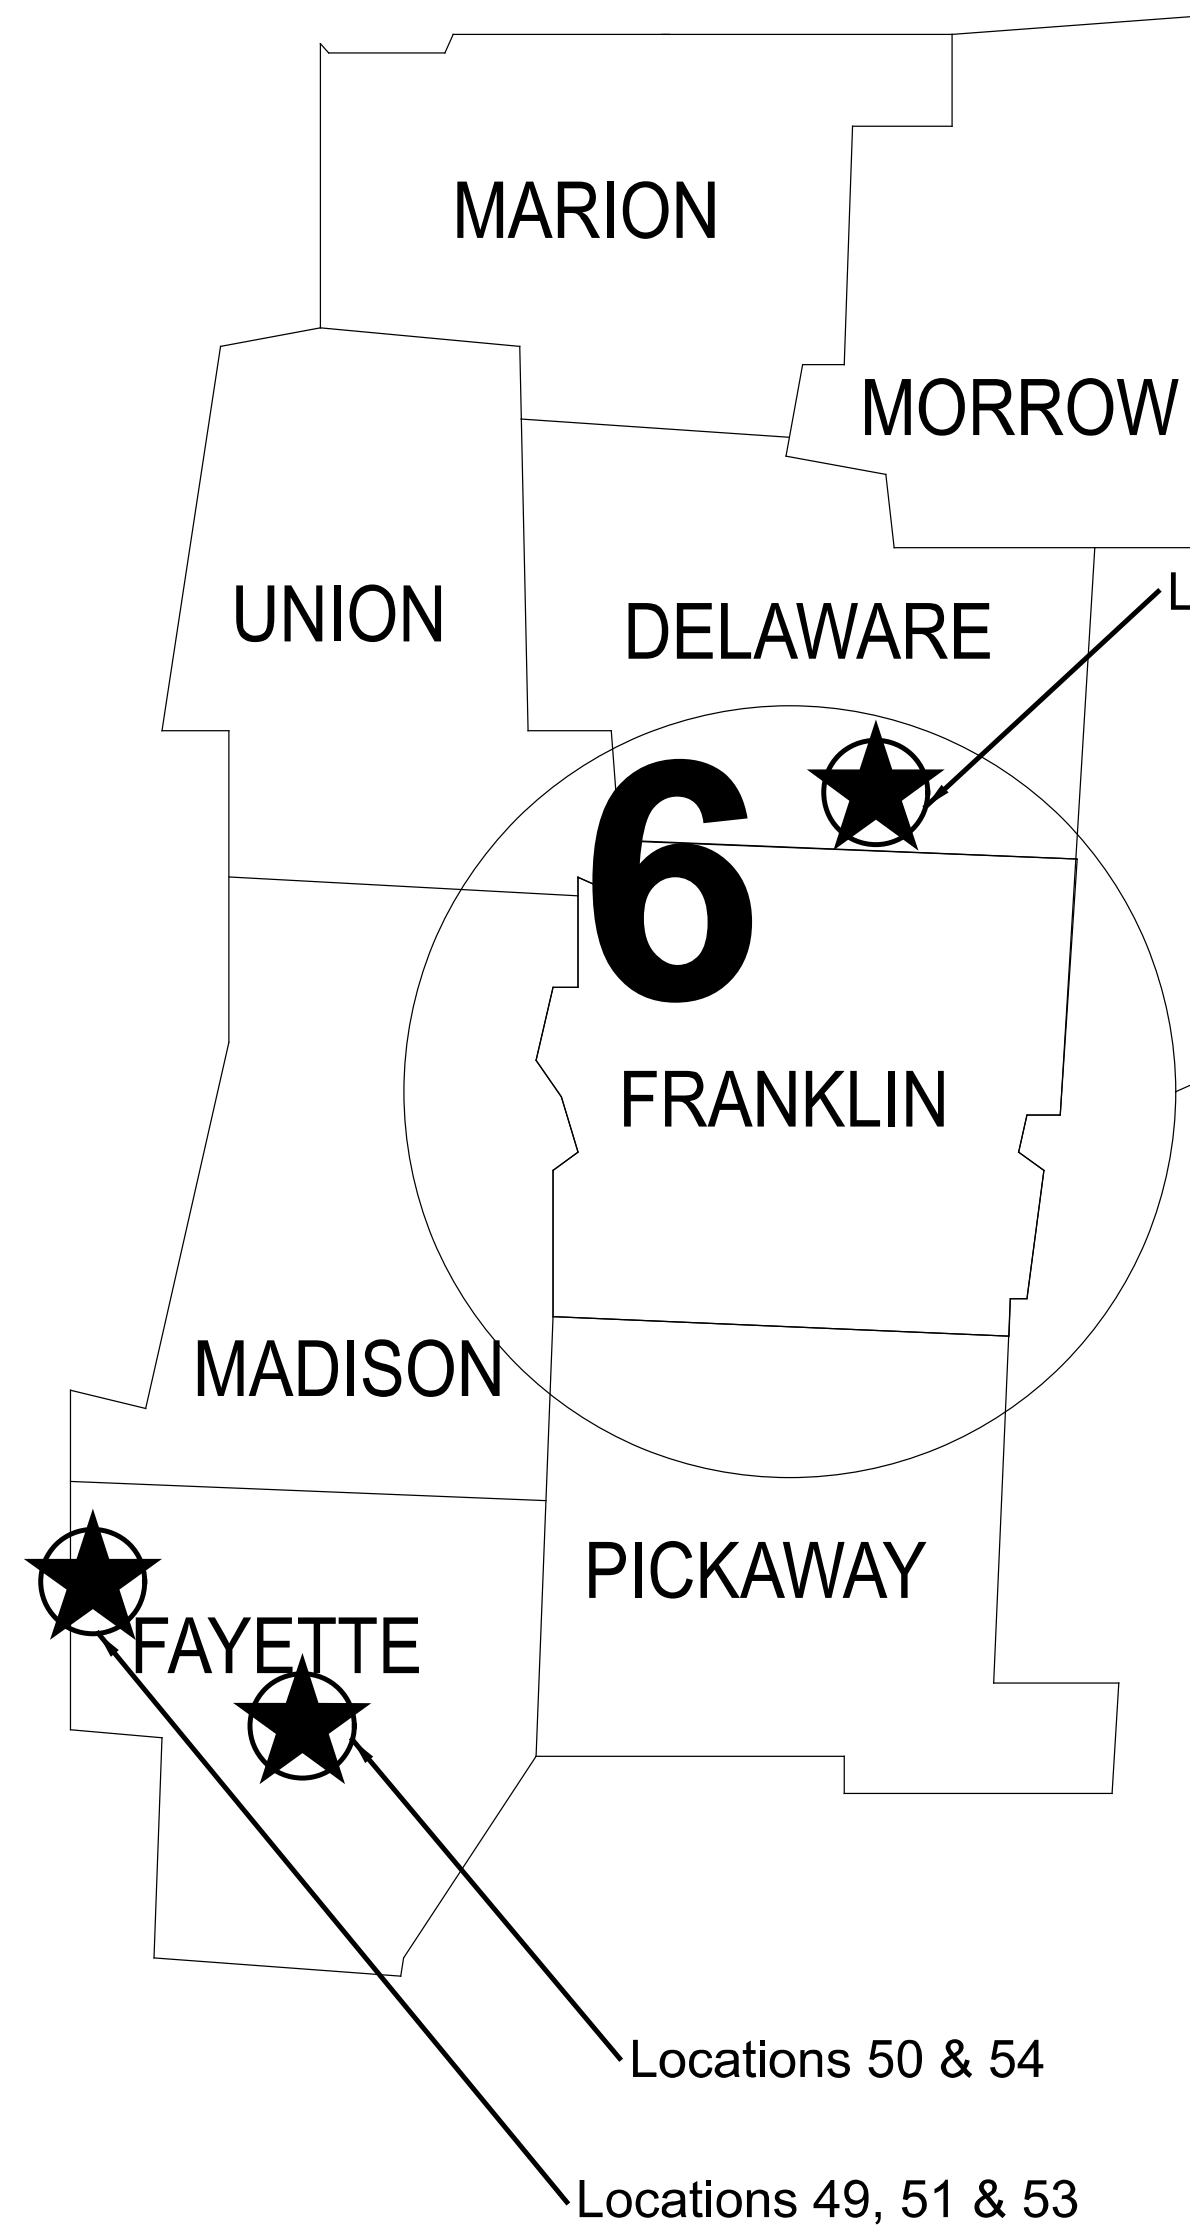 MARION
MORROW
UNION
DELAWARE
L
6
FRANKLIN
MADISON
PICKAWAY
FAYETTE
Locations 50 & 54
Locations 49, 51 & 53